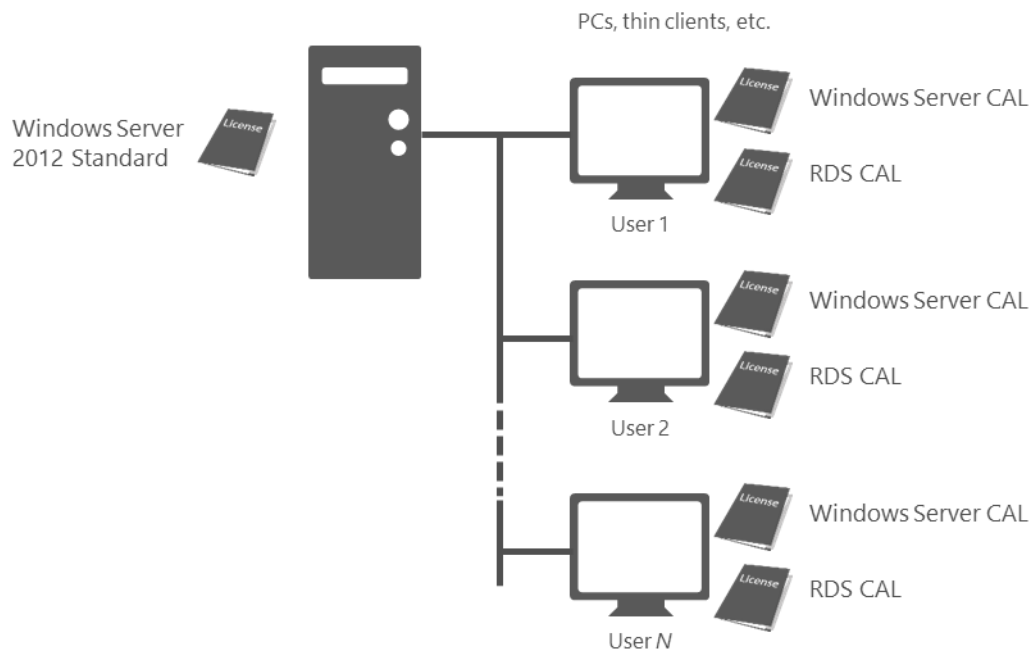 PCs, thin clients, etc.
License
Windows Server
2012 Standard
License
Windows Server CAL
License
RDS CAL
User 1
License
Windows Server CAL
License
RDS CAL
User 2
License
Windows Server CAL
License
RDS CAL
User N